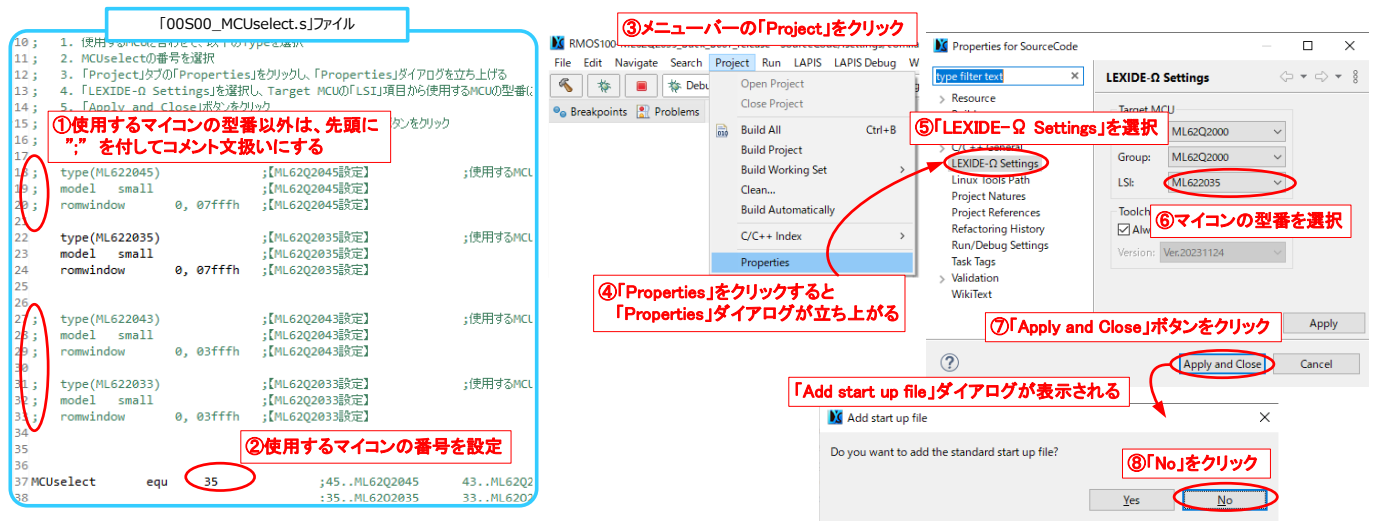 「00S00_MCUselect.s」ファイル
11 ;    2. MCUselectの番号を選択
12 ;    3. 「Project」タブの「Properties」をクリックし、「Properties」ダイアログを立ち上げる
13 ;    4. 「LEXIDE-Ω Settings」を選択し、Target MCUの「LSI」項目から使用するMCUの型番に
14 ;    5. 「Apply and Close」ボタンをクリック
15 ;    タンをクリック
16 ;
①使用するマイコンの型番以外は、先頭に
";" を付してコメント文扱いにする
17
18 ;    type(ML622045)    ;【ML62Q2045設定】    ;使用するMCU
19 ;    model   small    ;【ML62Q2045設定】
20 ;    romwindow    0, 07fffh    ;【ML62Q2045設定】
21
22    type(ML622035)    ;【ML62Q2035設定】    ;使用するMCU
23    model   small    ;【ML62Q2035設定】
24    romwindow    0, 07fffh    ;【ML62Q2035設定】
25
26
27 ;    type(ML622043)    ;【ML62Q2043設定】    ;使用するMCU
28 ;    model   small    ;【ML62Q2043設定】
29 ;    romwindow    0, 03fffh    ;【ML62Q2043設定】
30
31 ;    type(ML622033)    ;【ML62Q2033設定】    ;使用するMCU
32 ;    model   small    ;【ML62Q2033設定】
33 ;    romwindow    0, 03fffh    ;【ML62Q2033設定】
34
35
②使用するマイコンの番号を設定
36
37 MCUselect    equ    35    ;45..ML62Q2045    43..ML62Q2
38    ;35..ML62Q2035    33..ML62Q2
③メニューバーの「Project」をクリック
File Edit Navigate Search Project Run LAPIS LAPIS Debug W
Debu
Breakpoints Problems
Open Project
Close Project
Build All    Ctrl+B
Build Project
Build Working Set
Clean...
Build Automatically
C/C++ Index
Properties
④「Properties」をクリックすると
「Properties」ダイアログが立ち上がる
Properties for SourceCode
type filter text
Resource
C/C++ General
LEXIDE-Ω Settings
Linux Tools Path
Project Natures
Project References
Refactoring History
Run/Debug Settings
Task Tags
Validation
WikiText
LEXIDE-Ω Settings
Target MCU
⑤「LEXIDE-Ω Settings」を選択
ML62Q2000
Group: ML62Q2000
LSI: ML622035
⑥マイコンの型番を選択
Toolch
Alw
Version: Ver.20231124
⑦「Apply and Close」ボタンをクリック
Apply
Apply and Close
Cancel
「Add start up file」ダイアログが表示される
Add start up file
Do you want to add the standard start up file?
⑧「No」をクリック
Yes
No